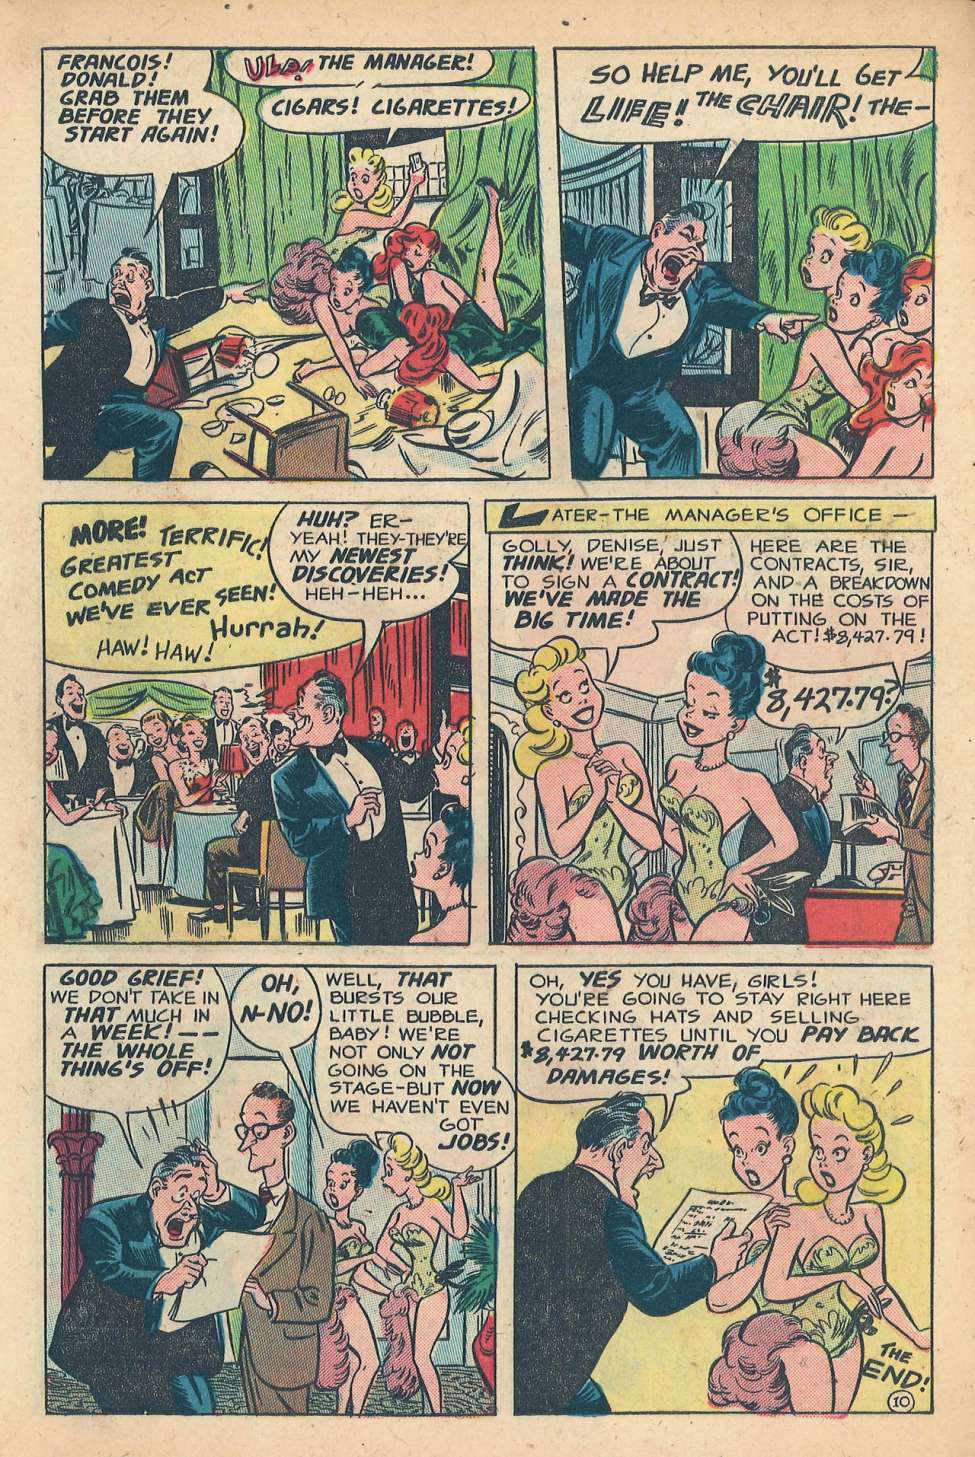 FRANCOIS!
DONALD!
GRAB THEM
BEFORE THEY
START AGAIN!
ULP! THE MANAGER!
CIGARS! CIGARETTES!
SO HELP ME, YOU'LL GET
LIFE! THE CHAIR! THE-
MORE! TERRIFIC!
GREATEST
COMEDY ACT
WE'VE EVER SEEN!
Hurrah!
HAW! HAW!
HUH? ER-
YEAH! THEY-THEY'RE
MY NEWEST
DISCOVERIES!
HEH-HEH...
LATER-THE MANAGER'S OFFICE-
GOLLY, DENISE, JUST
THINK! WE'RE ABOUT
TO SIGN A CONTRACT!
WE'VE MADE THE
BIG TIME!
HERE ARE THE
CONTRACTS, SIR,
AND A BREAKDOWN
ON THE COSTS OF
PUTTING ON THE
ACT! $8,427.79!
$8,427.79?
GOOD GRIEF!
WE DON'T TAKE IN
THAT MUCH IN
A WEEK!--
THE WHOLE
THING'S OFF!
OH,
N-NO!
WELL, THAT
BURSTS OUR
LITTLE BUBBLE,
BABY! WE'RE
NOT ONLY NOT
GOING ON THE
STAGE-BUT NOW
WE HAVEN'T EVEN
GOT
JOBS!
OH, YES YOU HAVE, GIRLS!
YOU'RE GOING TO STAY RIGHT HERE
CHECKING HATS AND SELLING
CIGARETTES UNTIL YOU PAY BACK
$8,427.79 WORTH OF
DAMAGES!
THE
END!
10